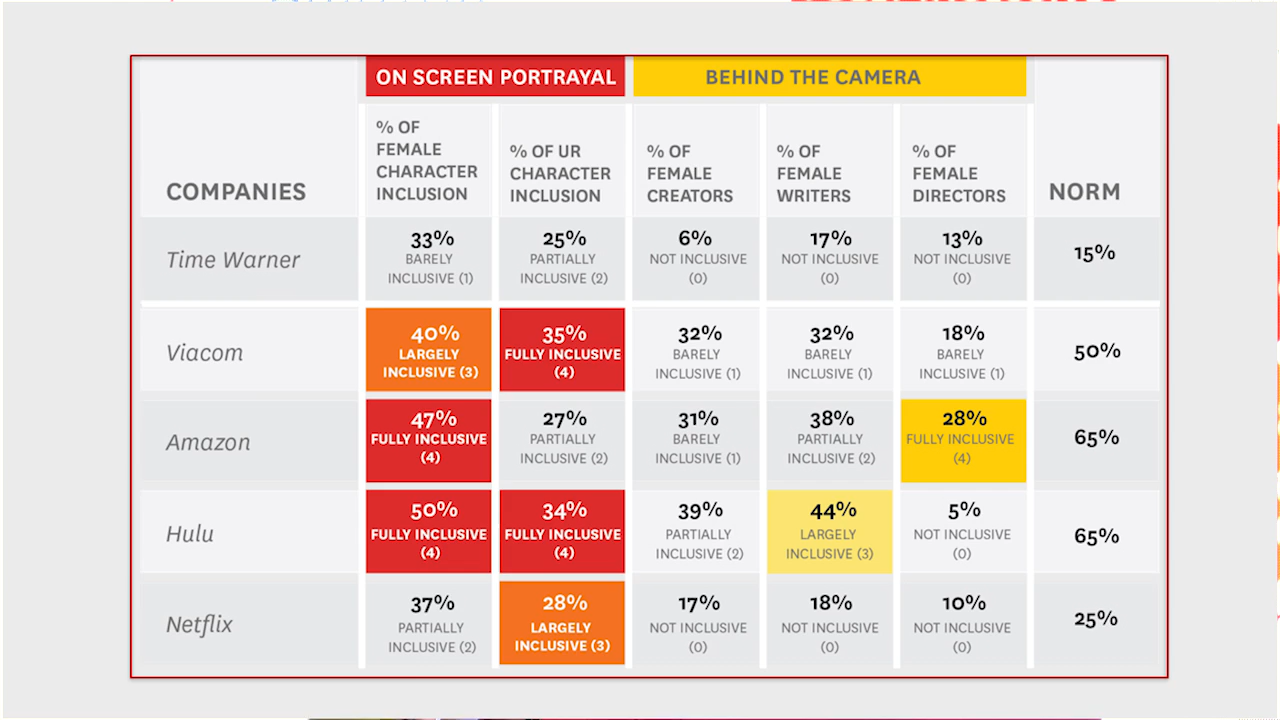 ON SCREEN PORTRAYAL
BEHIND THE CAMERA
COMPANIES
% OF
FEMALE
CHARACTER
INCLUSION
% OF UR
CHARACTER
INCLUSION
% OF
FEMALE
CREATORS
% OF
FEMALE
WRITERS
% OF
FEMALE
DIRECTORS
NORM
Time Warner
33%
BARELY
INCLUSIVE (1)
25%
PARTIALLY
INCLUSIVE (2)
6%
NOT INCLUSIVE
(0)
17%
NOT INCLUSIVE
(0)
13%
NOT INCLUSIVE
(0)
15%
Viacom
40%
LARGELY
INCLUSIVE (3)
35%
FULLY INCLUSIVE
(4)
32%
BARELY
INCLUSIVE (1)
32%
BARELY
INCLUSIVE (1)
18%
BARELY
INCLUSIVE (1)
50%
Amazon
47%
FULLY INCLUSIVE
(4)
27%
PARTIALLY
INCLUSIVE (2)
31%
BARELY
INCLUSIVE (1)
38%
PARTIALLY
INCLUSIVE (2)
28%
FULLY INCLUSIVE
(4)
65%
Hulu
50%
FULLY INCLUSIVE
(4)
34%
FULLY INCLUSIVE
(4)
39%
PARTIALLY
INCLUSIVE (2)
44%
LARGELY
INCLUSIVE (3)
5%
NOT INCLUSIVE
(0)
65%
Netflix
37%
PARTIALLY
INCLUSIVE (2)
28%
LARGELY
INCLUSIVE (3)
17%
NOT INCLUSIVE
(0)
18%
NOT INCLUSIVE
(0)
10%
NOT INCLUSIVE
(0)
25%